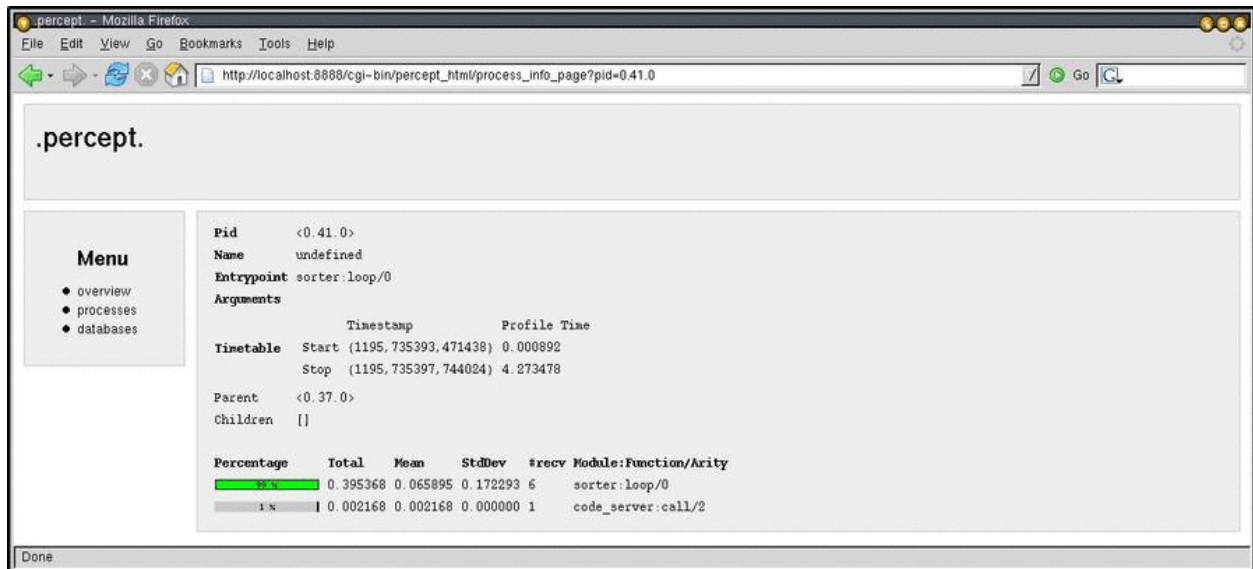 .percept. - Mozilla Firefox
File Edit View Go Bookmarks Tools Help
http://localhost:8888/cgi-bin/percept_html/process_info_page?pid=0.41.0 Go
.percept.
Menu
overview
processes
databases
Pid <0.41.0>
Name undefined
Entrypoint sorter:loop/0
Arguments
Timestamp Profile Time
Timetable Start {1195,735393,471438} 0.000892
Stop {1195,735397,744024} 4.273478
Parent <0.37.0>
Children []
Percentage Total Mean StdDev #recv Module:Function/Arity
99 % 0.395368 0.065895 0.172293 6 sorter:loop/0
1 % 0.002168 0.002168 0.000000 1 code_server:call/2
Done